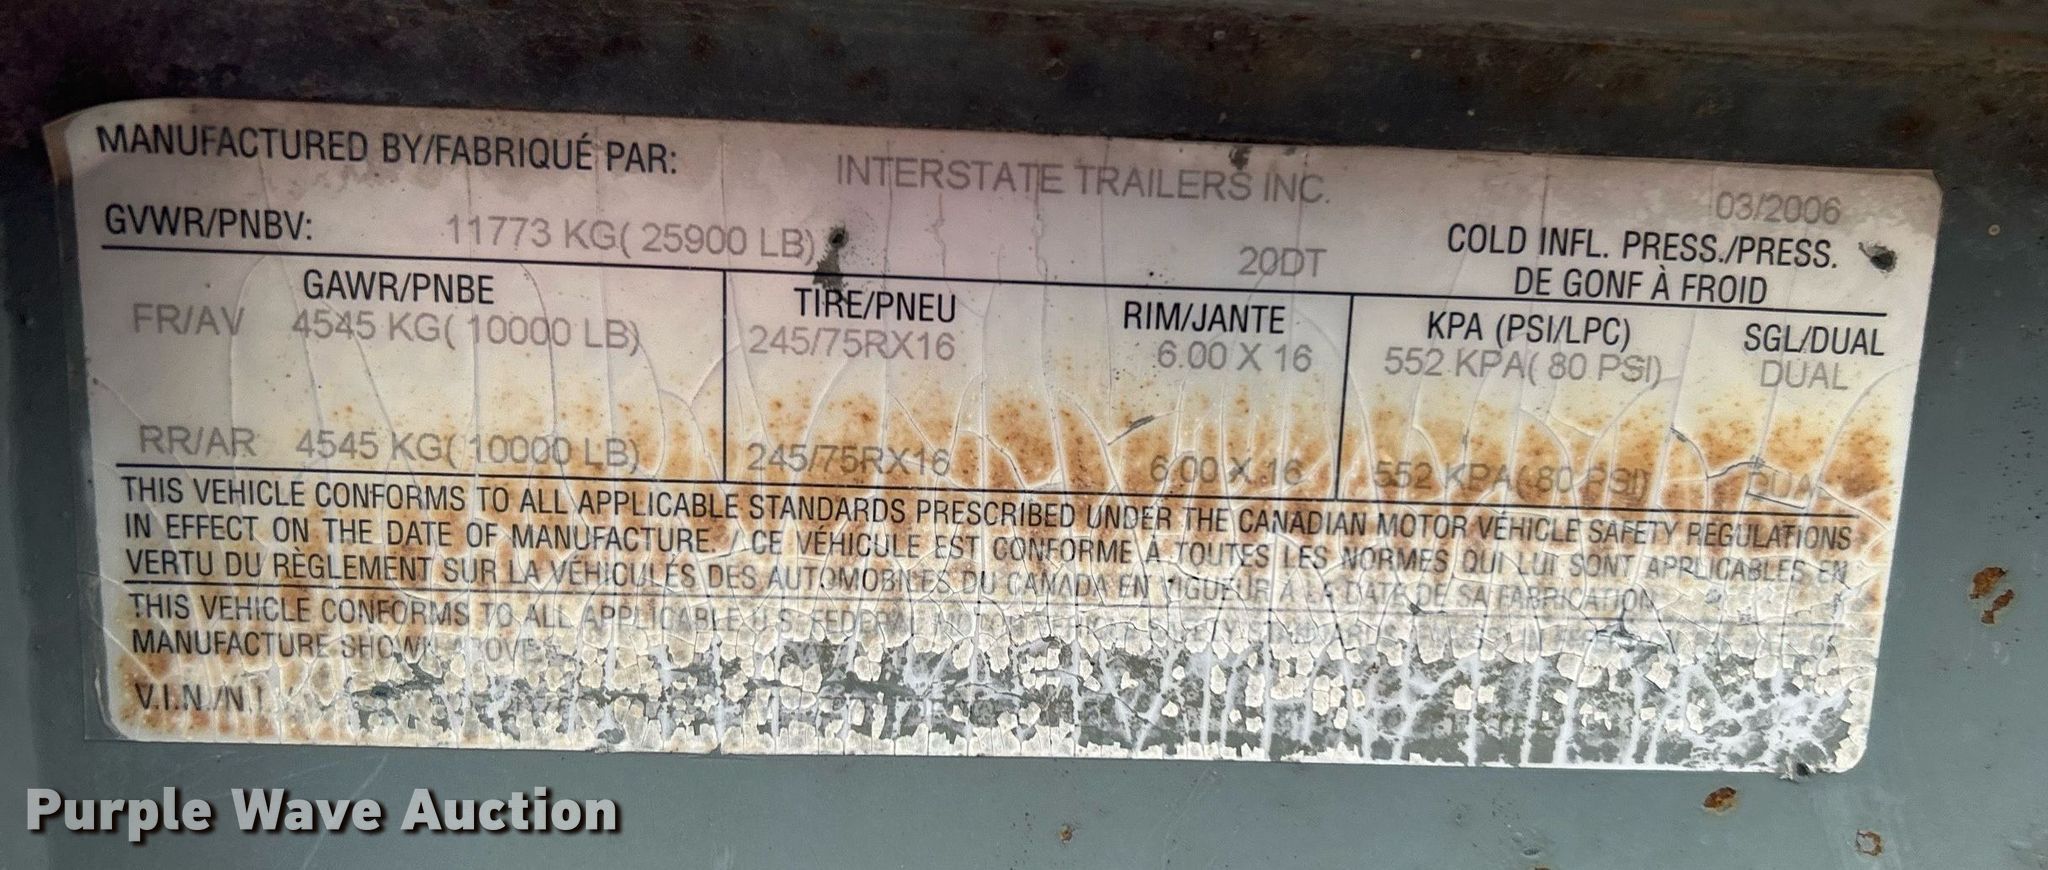 MANUFACTURED BY/FABRIQUÉ PAR: INTERSTATE TRAILERS INC. 03/2006
GVWR/PNBV: 11773 KG( 25900 LB) 20DT COLD INFL. PRESS./PRESS.
DE GONF À FROID
GAWR/PNBE TIRE/PNEU RIM/JANTE KPA (PSI/LPC) SGL/DUAL
FR/AV 4545 KG( 10000 LB) 245/75RX16 6.00 X 16 552 KPA( 80 PSI) DUAL
RR/AR 4545 KG( 10000 LB) 245/75RX16 6.00 X 16 552 KPA( 80 PSI) DUAL
THIS VEHICLE CONFORMS TO ALL APPLICABLE STANDARDS PRESCRIBED UNDER THE CANADIAN MOTOR VEHICLE SAFETY REGULATIONS
IN EFFECT ON THE DATE OF MANUFACTURE. / CE VÉHICULE EST CONFORME À TOUTES LES NORMES QUI LUI SONT APPLICABLES EN
VERTU DU RÈGLEMENT SUR LA VÉHICULES DES AUTOMOBILES DU CANADA EN VIGUEUR A LA DATE DE SA FABRICATION
THIS VEHICLE CONFORMS TO ALL APPLICABLE U.S. FEDERAL MOTOR
MANUFACTURE SHOWN ABOVE
V.I.N./N.I.
Purple Wave Auction